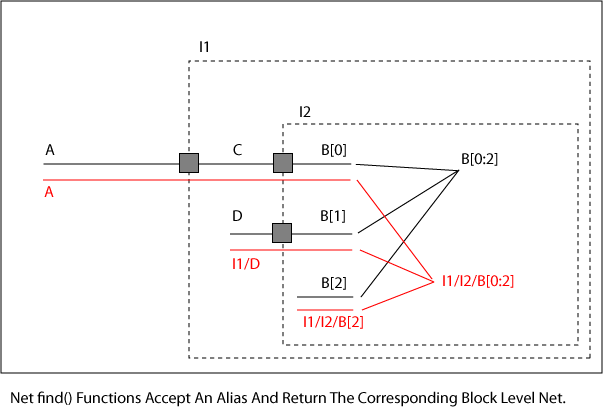 I1
I2
A
C
B[0]
B[0:2]
A
D
B[1]
I1/D
B[2]
I1/I2/B[0:2]
I1/I2/B[2]
Net find() Functions Accept An Alias And Return The Corresponding Block Level Net.